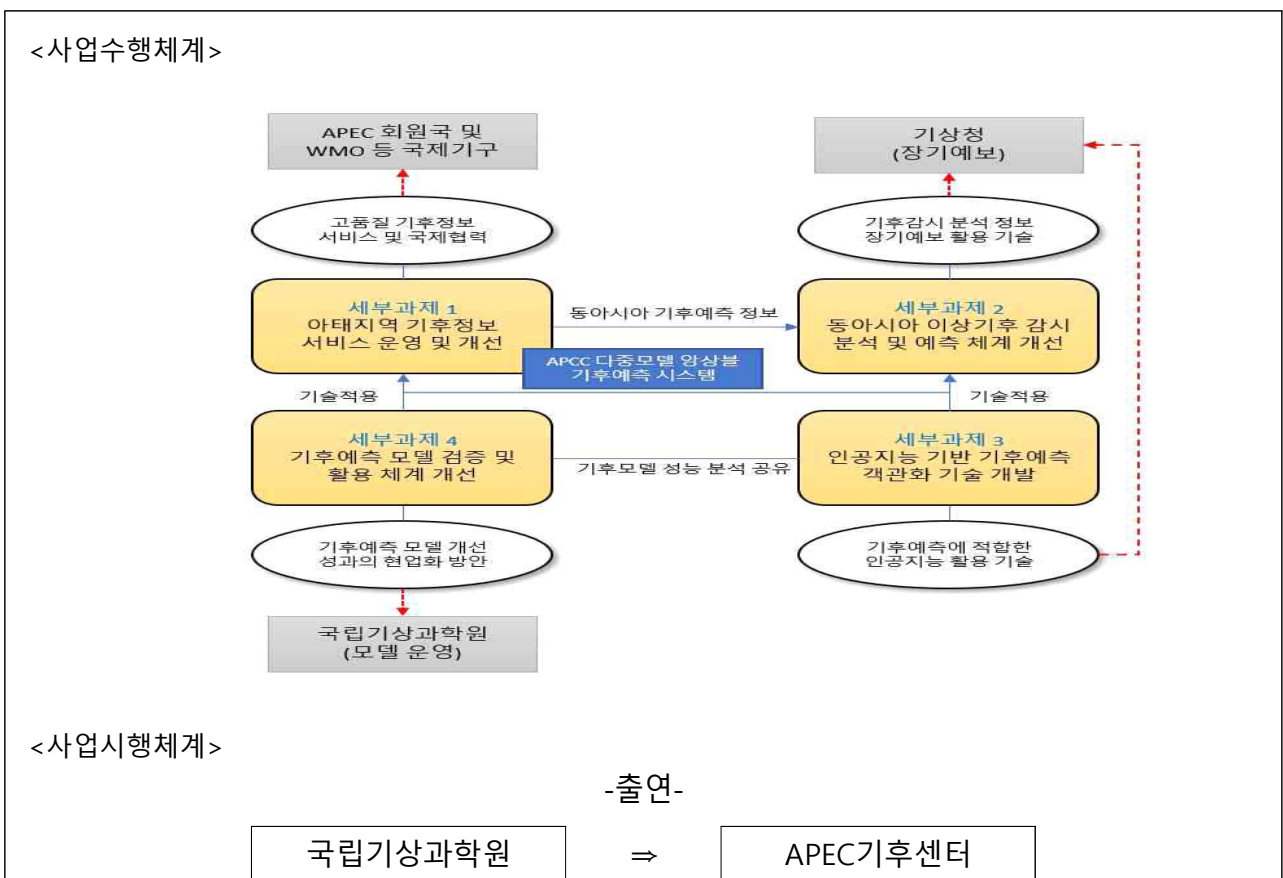 <사업수행체계>
APEC 회원국 및
WMO 등 국제기구
기상청
(장기예보)
고품질 기후정보
서비스 및 국제협력
기후감시 분석 정보
장기예보 활용 기술
세부과제 1
아태지역 기후정보
서비스 운영 및 개선
동아시아 기후예측 정보
세부과제 2
동아시아 이상기후 감시
분석 및 예측 체계 개선
APCC 다중모델 앙상블
기후예측 시스템
기술적용
기술적용
세부과제 4
기후예측 모델 검증 및
활용 체계 개선
기후모델 성능 분석 공유
세부과제 3
인공지능 기반 기후예측
객관화 기술 개발
기후예측 모델 개선
성과의 현업화 방안
기후예측에 적합한
인공지능 활용 기술
국립기상과학원
(모델 운영)
<사업시행체계>
-출연-
국립기상과학원 ⇒ APEC기후센터